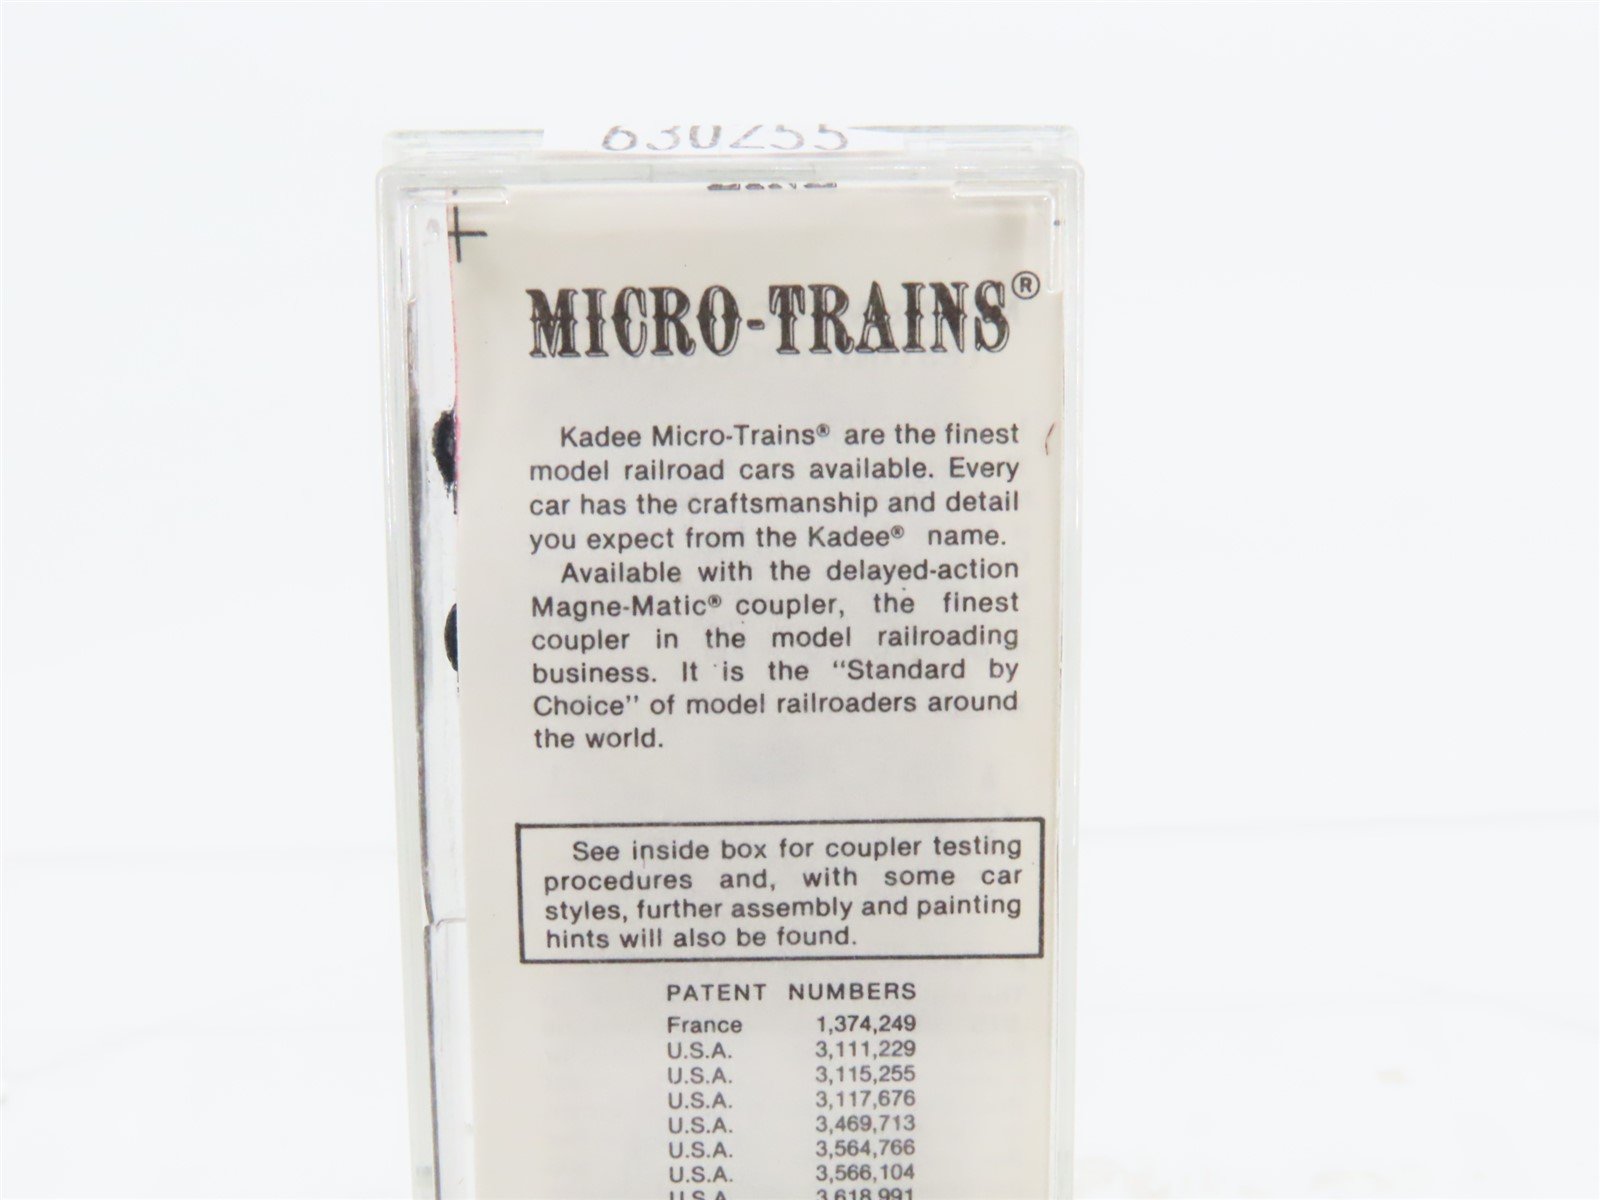 630255
LINE
MICRO-TRAINS®
Kadee Micro-Trains® are the finest
model railroad cars available. Every
car has the craftsmanship and detail
you expect from the Kadee® name.
Available with the delayed-action
Magne-Matic® coupler, the finest
coupler in the model railroading
business. It is the "Standard by
Choice" of model railroaders around
the world.
See inside box for coupler testing
procedures and, with some car
styles, further assembly and painting
hints will also be found.
PATENT NUMBERS
France 1,374,249
U.S.A. 3,111,229
U.S.A. 3,115,255
U.S.A. 3,117,676
U.S.A. 3,469,713
U.S.A. 3,564,766
U.S.A. 3,566,104
U.S.A. 3,618,991